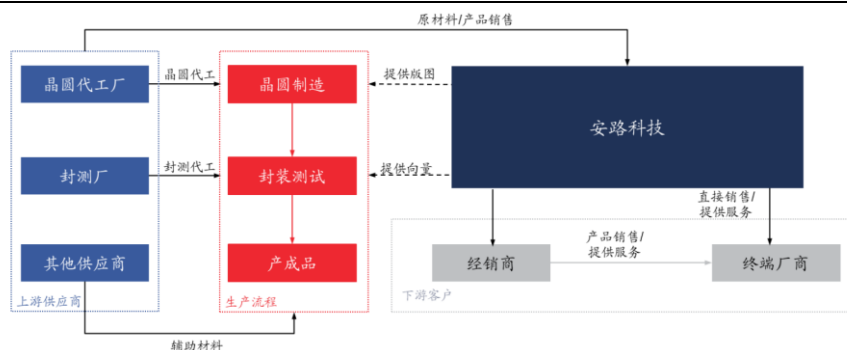 原材料/产品销售
晶圆代工厂
晶圆代工
晶圆制造
提供版图
安路科技
封测厂
封测代工
封装测试
提供向量
直接销售/
提供服务
其他供应商
产成品
经销商
产品销售/
提供服务
终端厂商
上游供应商
生产流程
下游客户
辅助材料